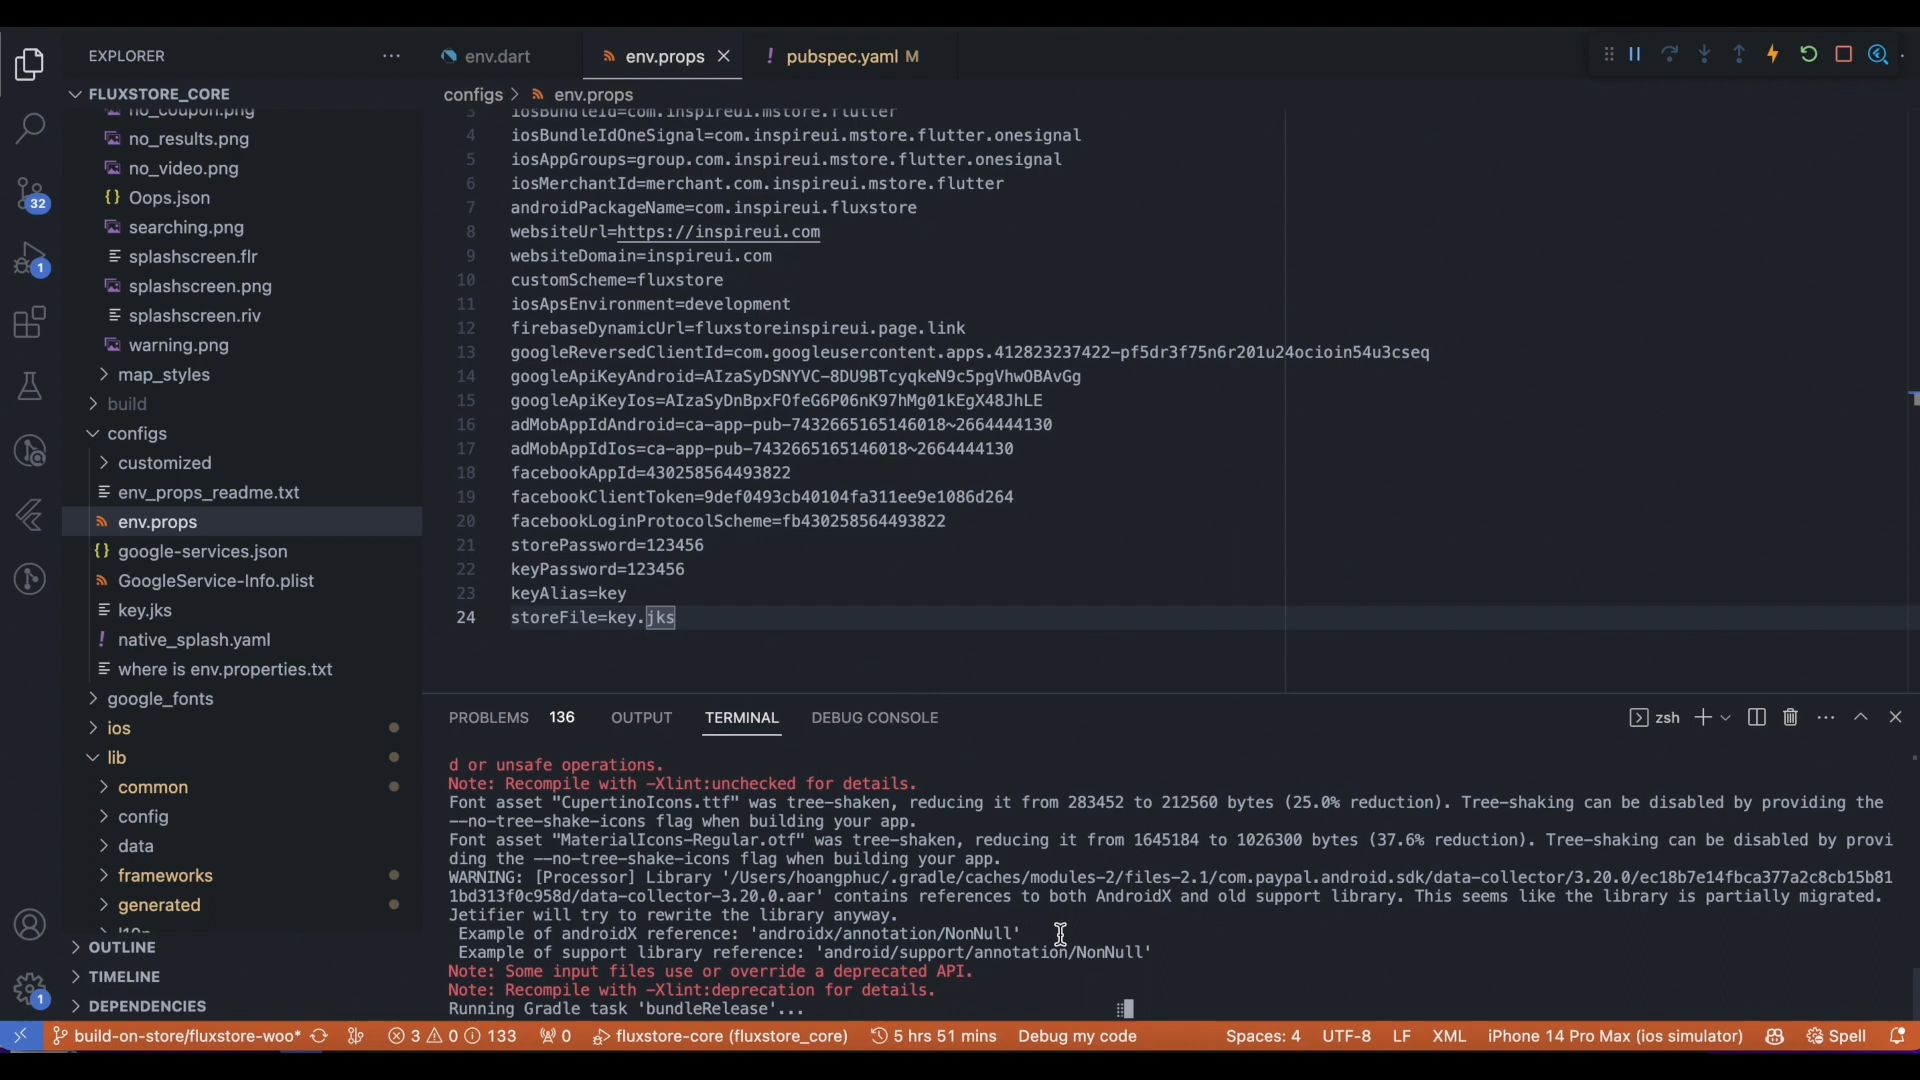 EXPLORER
FLUXSTORE_CORE
no_coupon.png
no_results.png
no_video.png
Oops.json
searching.png
splashscreen.flr
splashscreen.png
splashscreen.riv
warning.png
map_styles
build
configs
customized
env_props_readme.txt
env.props
google-services.json
GoogleService-Info.plist
key.jks
native_splash.yaml
where is env.properties.txt
google_fonts
ios
lib
common
config
data
frameworks
generated
l10n
OUTLINE
TIMELINE
DEPENDENCIES
32
1
1
env.dart
env.props
! pubspec.yaml M
configs > env.props
3 iosBundleId=com.inspireui.mstore.flutter
4 iosBundleIdOneSignal=com.inspireui.mstore.flutter.onesignal
5 iosAppGroups=group.com.inspireui.mstore.flutter.onesignal
6 iosMerchantId=merchant.com.inspireui.mstore.flutter
7 androidPackageName=com.inspireui.fluxstore
8 websiteUrl=https://inspireui.com
9 websiteDomain=inspireui.com
10 customScheme=fluxstore
11 iosApsEnvironment=development
12 firebaseDynamicUrl=fluxstoreinspireui.page.link
13 googleReversedClientId=com.googleusercontent.apps.412823237422-pf5dr3f75n6r201u24ocioin54u3cseq
14 googleApiKeyAndroid=AIzaSyDSNYVC-8DU9BTcyqkeN9c5pgVhwOBAvGg
15 googleApiKeyIos=AIzaSyDnBpxFOfeG6P06nK97hMg01kEgX48JhLE
16 adMobAppIdAndroid=ca-app-pub-7432665165146018~2664444130
17 adMobAppIdIos=ca-app-pub-7432665165146018~2664444130
18 facebookAppId=430258564493822
19 facebookClientToken=9def0493cb40104fa311ee9e1086d264
20 facebookLoginProtocolScheme=fb430258564493822
21 storePassword=123456
22 keyPassword=123456
23 keyAlias=key
24 storeFile=key.jks
PROBLEMS 136 OUTPUT TERMINAL DEBUG CONSOLE
zsh
d or unsafe operations.
Note: Recompile with -Xlint:unchecked for details.
Font asset "CupertinoIcons.ttf" was tree-shaken, reducing it from 283452 to 212560 bytes (25.0% reduction). Tree-shaking can be disabled by providing the
--no-tree-shake-icons flag when building your app.
Font asset "MaterialIcons-Regular.otf" was tree-shaken, reducing it from 1645184 to 1026300 bytes (37.6% reduction). Tree-shaking can be disabled by provi
ding the --no-tree-shake-icons flag when building your app.
WARNING: [Processor] Library '/Users/hoangphuc/.gradle/caches/modules-2/files-2.1/com.paypal.android.sdk/data-collector/3.20.0/ec18b7e14fbca377a2c8cb15b81
1bd313f0c958d/data-collector-3.20.0.aar' contains references to both AndroidX and old support library. This seems like the library is partially migrated.
Jetifier will try to rewrite the library anyway.
Example of androidX reference: 'androidx/annotation/NonNull'
Example of support library reference: 'android/support/annotation/NonNull'
Note: Some input files use or override a deprecated API.
Note: Recompile with -Xlint:deprecation for details.
Running Gradle task 'bundleRelease'...
build-on-store/fluxstore-woo* 3 0 133 0 fluxstore-core (fluxstore_core) 5 hrs 51 mins Debug my code Spaces: 4 UTF-8 LF XML iPhone 14 Pro Max (ios simulator) Spell